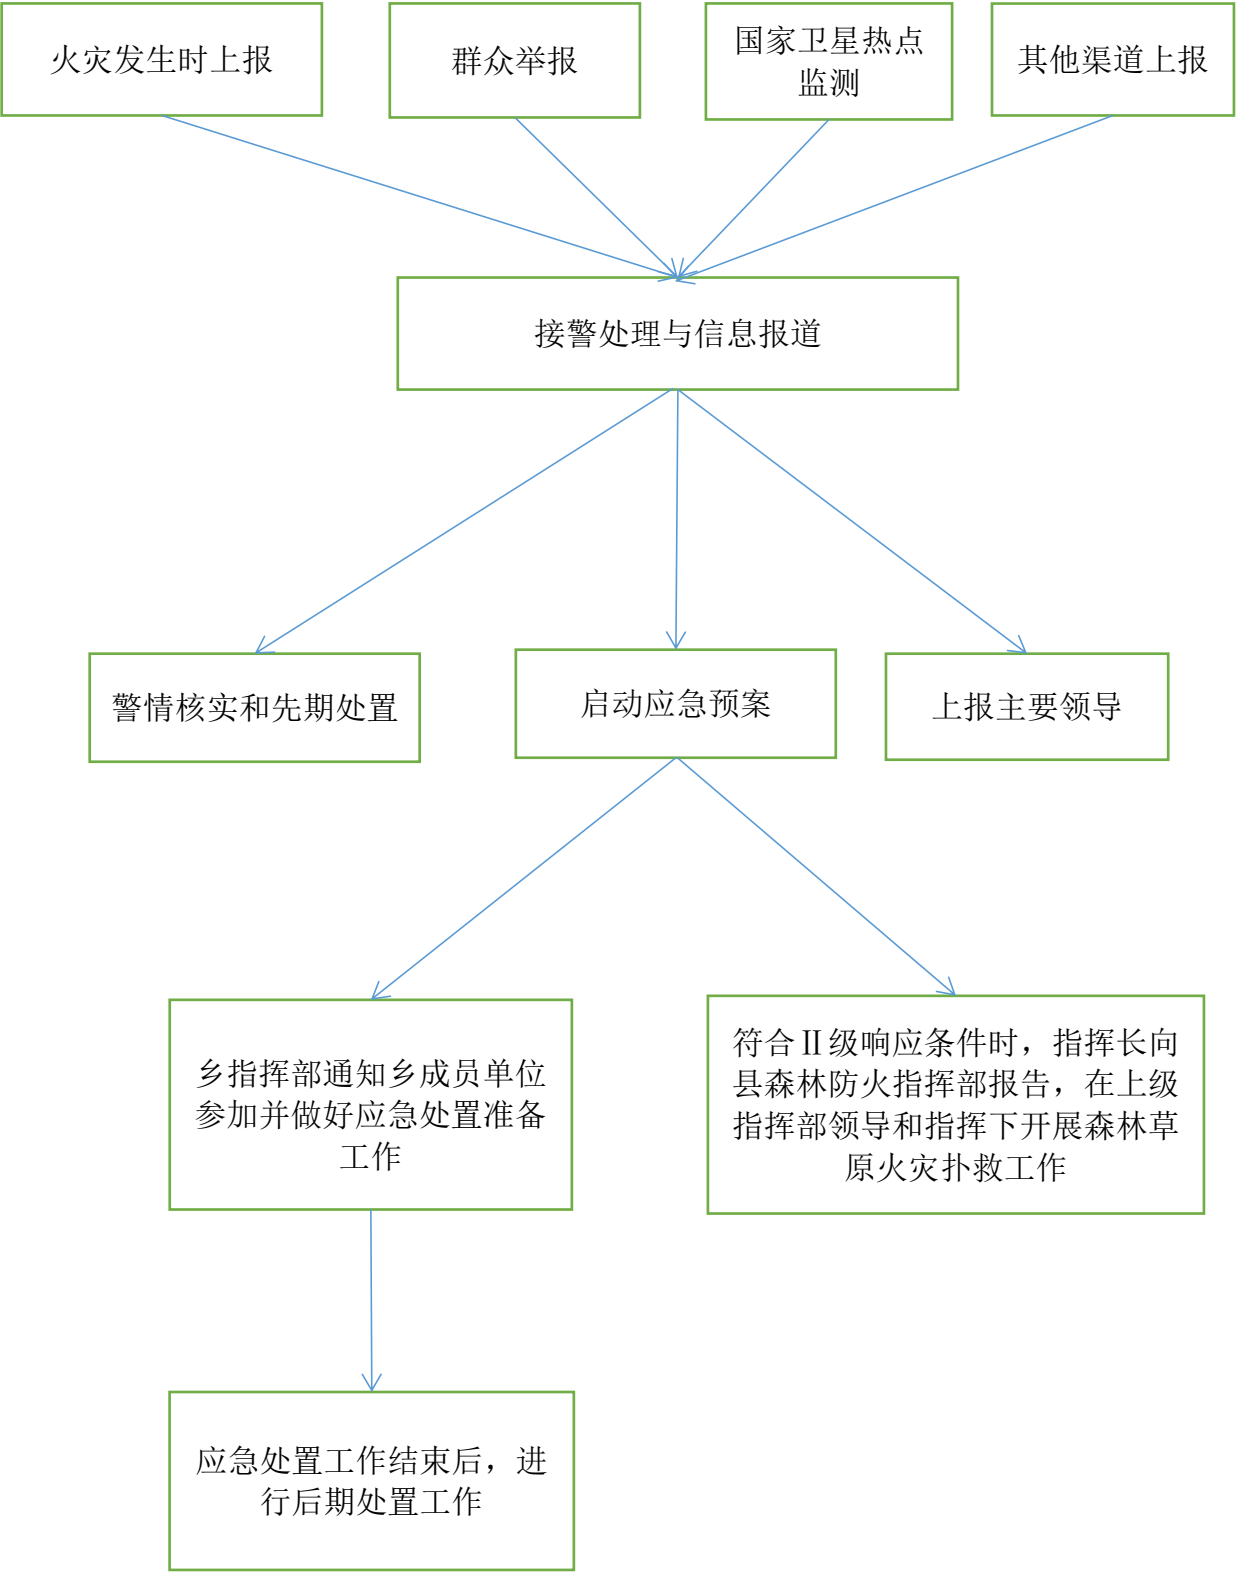 火灾发生时上报
群众举报
国家卫星热点
监测
其他渠道上报
接警处理与信息报道
警情核实和先期处置
启动应急预案
上报主要领导
乡指挥部通知乡成员单位
参加并做好应急处置准备
工作
符合Ⅱ级响应条件时，指挥长向
县森林防火指挥部报告，在上级
指挥部领导和指挥下开展森林草
原火灾扑救工作
应急处置工作结束后，进
行后期处置工作